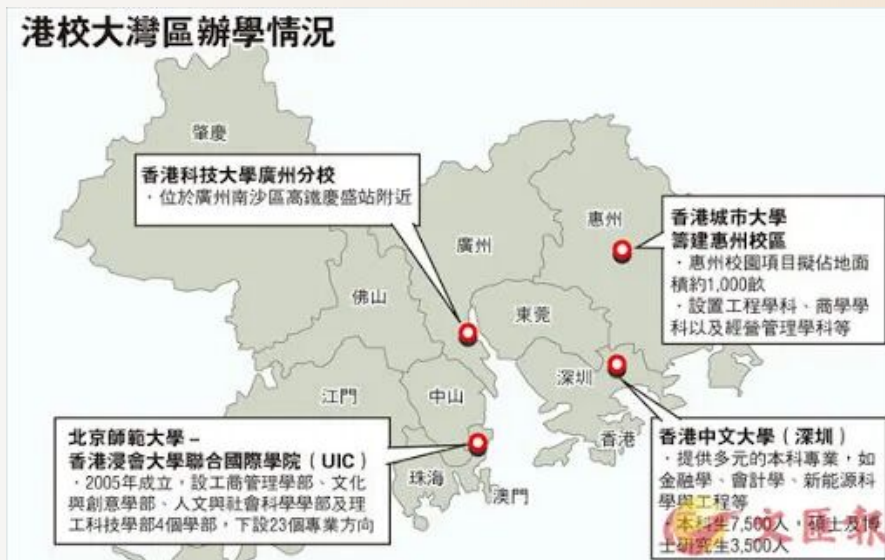 港校大灣區辦學情況
肇慶
香港科技大學廣州分校
·位於廣州南沙區高鐵慶盛站附近
廣州
惠州
香港城市大學
籌建惠州校區
·惠州校園項目擬佔地面
積約1,000畝
·設置工程學科、商學學
科以及經營管理學科等
佛山
東莞
江門
中山
深圳
香港
北京師範大學–
香港浸會大學聯合國際學院（UIC）
·2005年成立，設工商管理學部、文化
與創意學部、人文與社會科學學部及理
工科技學部4個學部，下設23個專業方向
珠海
澳門
香港中文大學（深圳）
·提供多元的本科專業，如
金融學、會計學、新能源科
學與工程等
·本科生7,500人，碩士及博
士研究生3,500人
文匯報